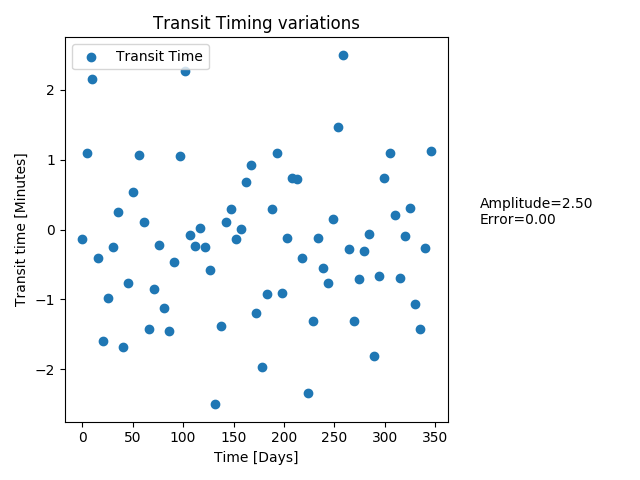 Transit Timing variations
Transit Time
2
1
0
−1
−2
Transit time [Minutes]
0 50 100 150 200 250 300 350
Time [Days]
Amplitude=2.50
Error=0.00